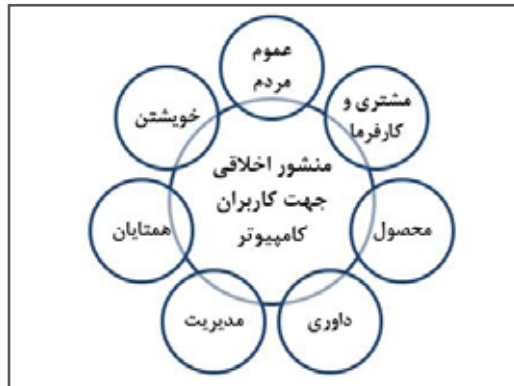 عموم
مردم
مشتری و
کارفرما
محصول
داوری
مدیریت
همتایان
خویشتن
منشور اخلاقی
جهت کاربران
کامپیوتر